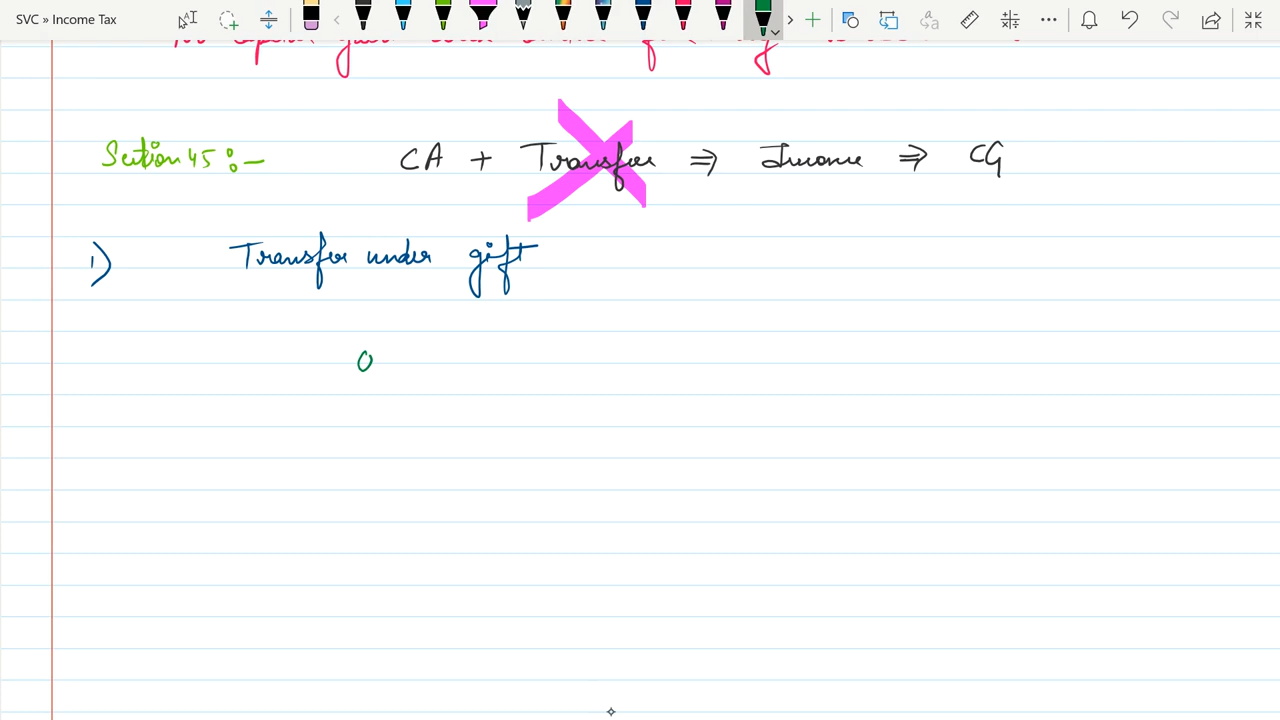 SVC » Income Tax
Section 45 :- CA + Transfer ⇒ Income ⇒ CG
1) Transfer under gift
0